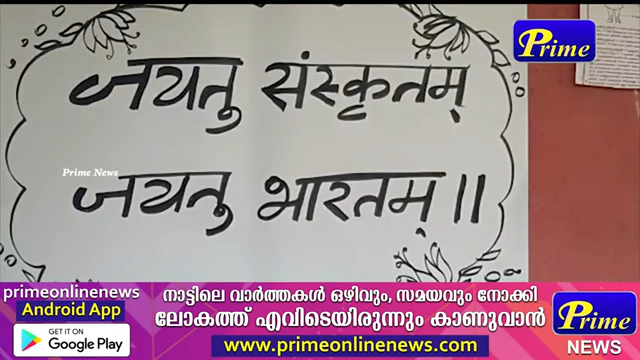 Prime
जयतु संस्कृतम्
Prime News
जयतु भारतम् ॥
primeonlinenews
Android App
GET IT ON
Google Play
നാട്ടിലെ വാർത്തകൾ ഒഴിവും, സമയവും നോക്കി
ലോകത്ത് എവിടെയിരുന്നും കാണുവാൻ
www.primeonlinenews.com
Prime
NEWS